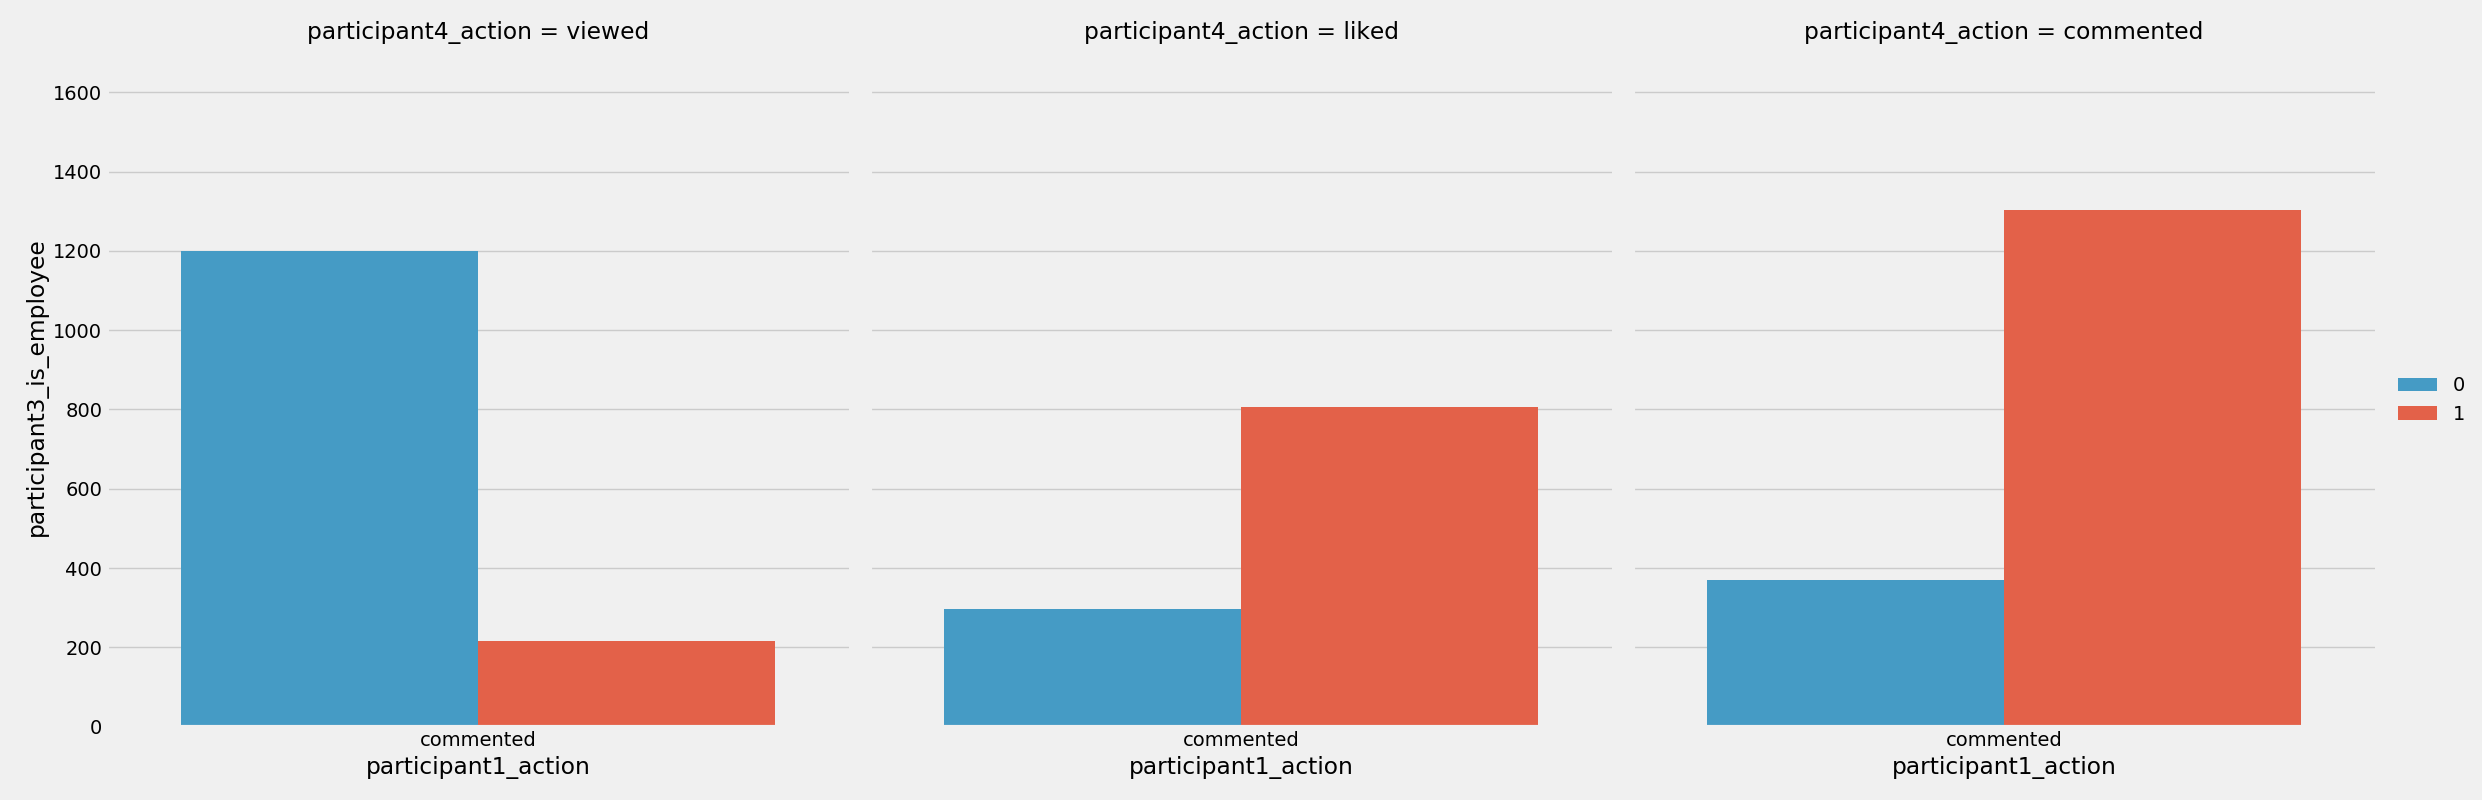 participant4_action = viewed
participant4_action = liked
participant4_action = commented
participant3_is_employee
1600
1400
1200
1000
800
600
400
200
0
commented
commented
commented
participant1_action
participant1_action
participant1_action
0
1